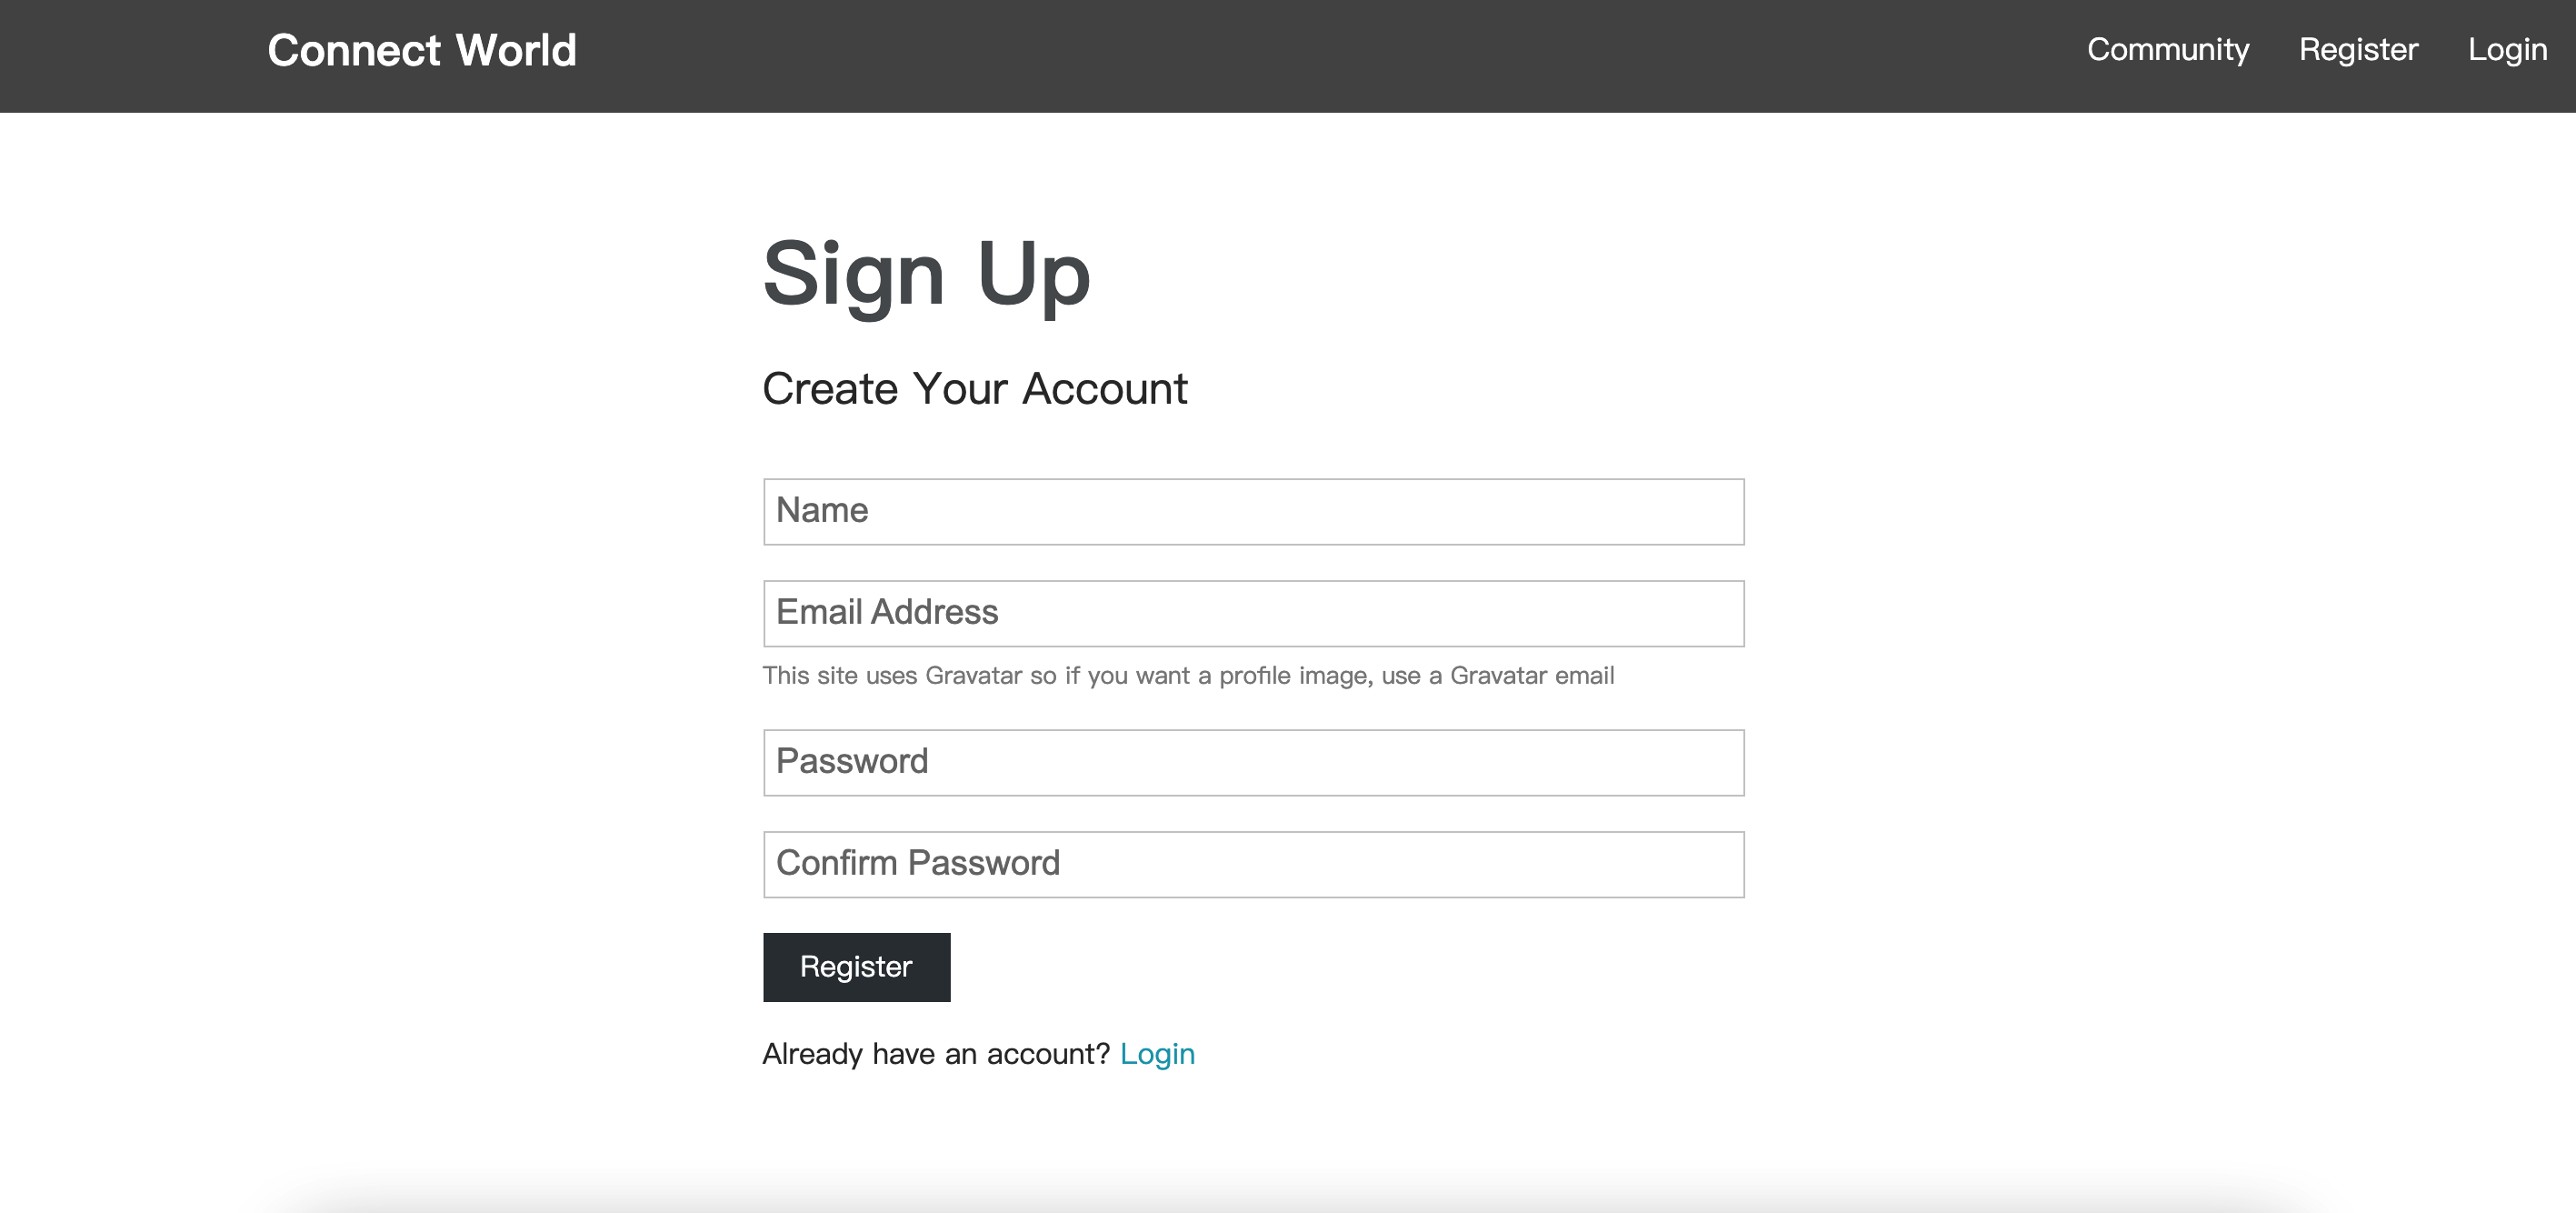 Connect World Community Register Login
Sign Up
Create Your Account
Name
Email Address
This site uses Gravatar so if you want a profile image, use a Gravatar email
Password
Confirm Password
Register
Already have an account? Login